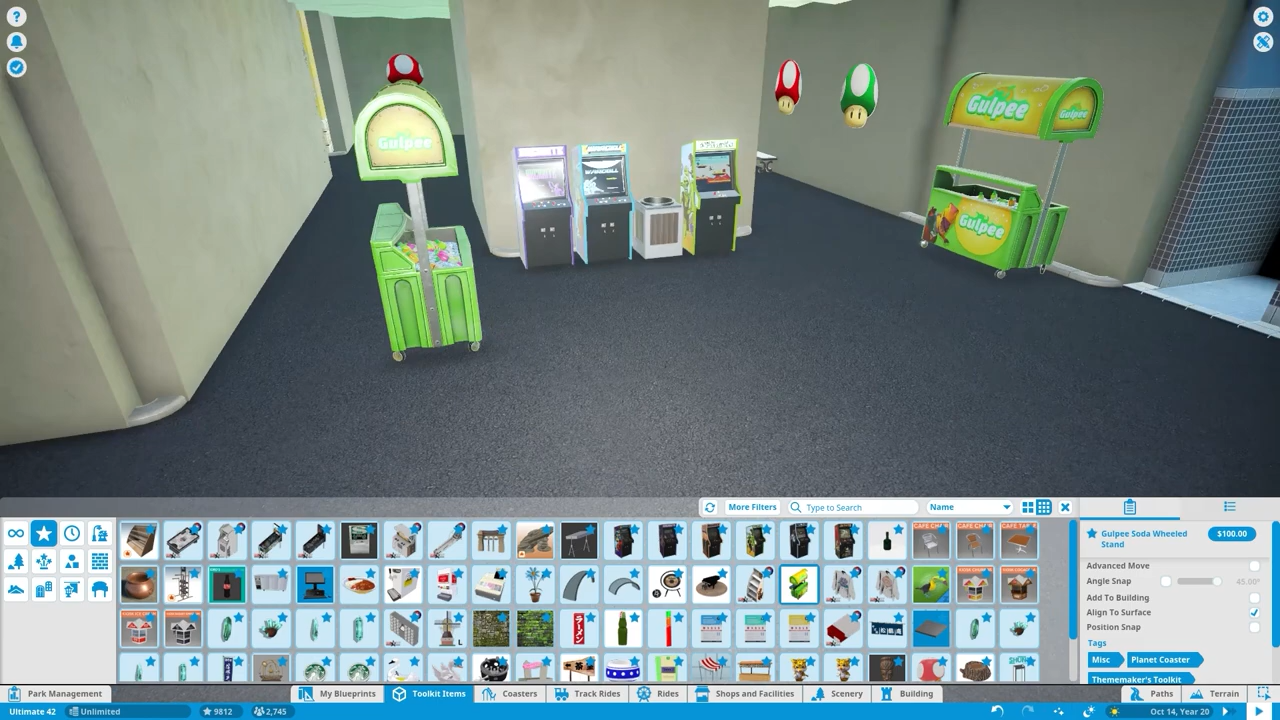 Gulpee
Gulpee
Gulpee
Gulpee
More Filters
Type to Search
Name
Gulpee Soda Wheeled
Stand
$100.00
Advanced Move
Angle Snap
45.00°
Add To Building
Align To Surface
Position Snap
Tags
Misc
Planet Coaster
Thememaker's Toolkit
Park Management
My Blueprints
Toolkit Items
Coasters
Track Rides
Rides
Shops and Facilities
Scenery
Building
Paths
Terrain
Ultimate 42
Unlimited
9812
2,745
Oct 14, Year 20